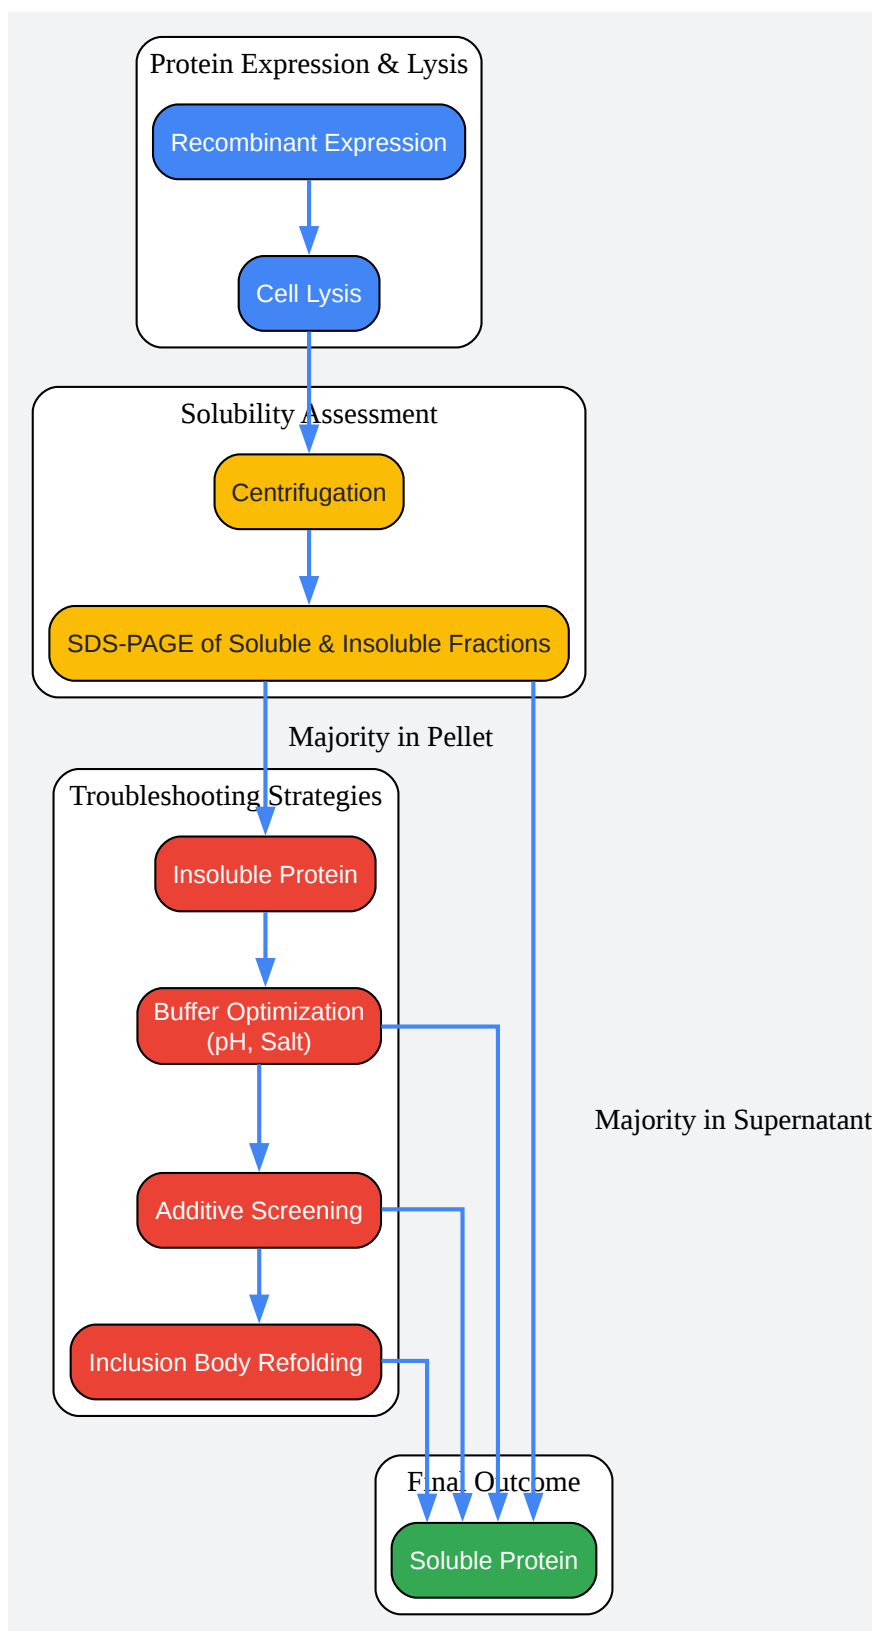 Protein Expression & Lysis
Recombinant Expression
Cell Lysis
Solubility Assessment
Centrifugation
SDS-PAGE of Soluble & Insoluble Fractions
Majority in Pellet
Troubleshooting Strategies
Insoluble Protein
Buffer Optimization
(pH, Salt)
Majority in Supernatant
Additive Screening
Inclusion Body Refolding
Final Outcome
Soluble Protein